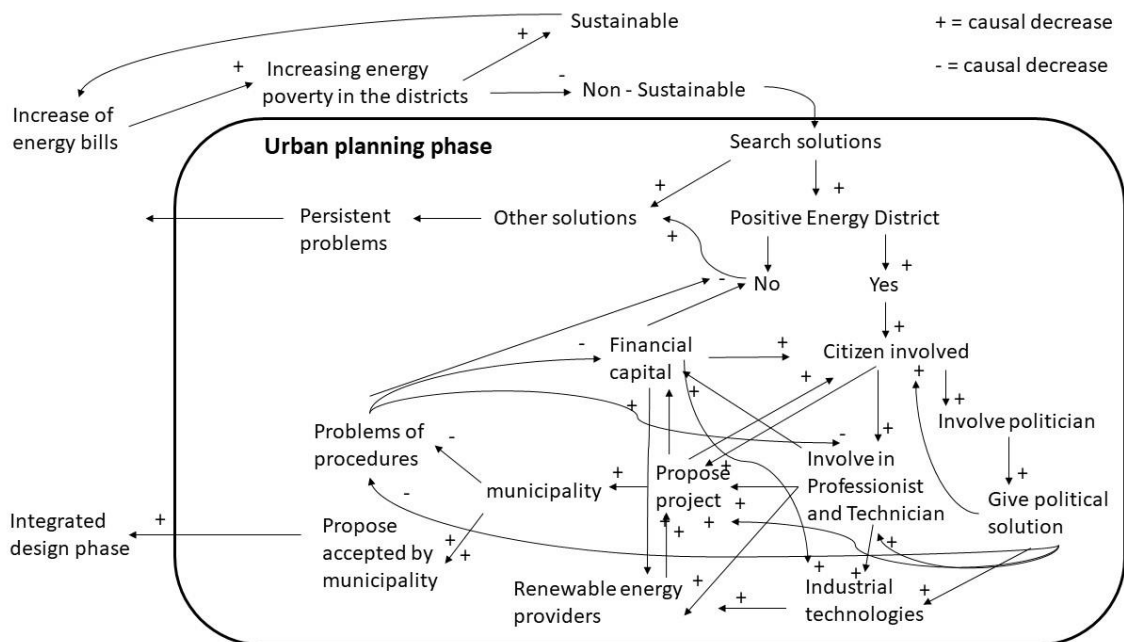 Sustainable
+ = causal decrease
- = causal decrease
+
+
Increasing energy
poverty in the districts
-
Non - Sustainable
Increase of
energy bills
Urban planning phase
Search solutions
+
+
Persistent
problems
Other solutions
Positive Energy District
+
+
-
No
Yes
+
-
Financial
capital
+
Citizen involved
+
+
+
+
+
Involve politician
Problems of
procedures
-
-
+
Involve in
Professionist
and Technician
+
municipality
+
Propose
project
+
-
+
Give political
solution
Integrated
design phase
+
Propose
accepted by
municipality
+
+
+
+
+
+
Renewable energy
providers
+
+
+
Industrial
technologies
+
+